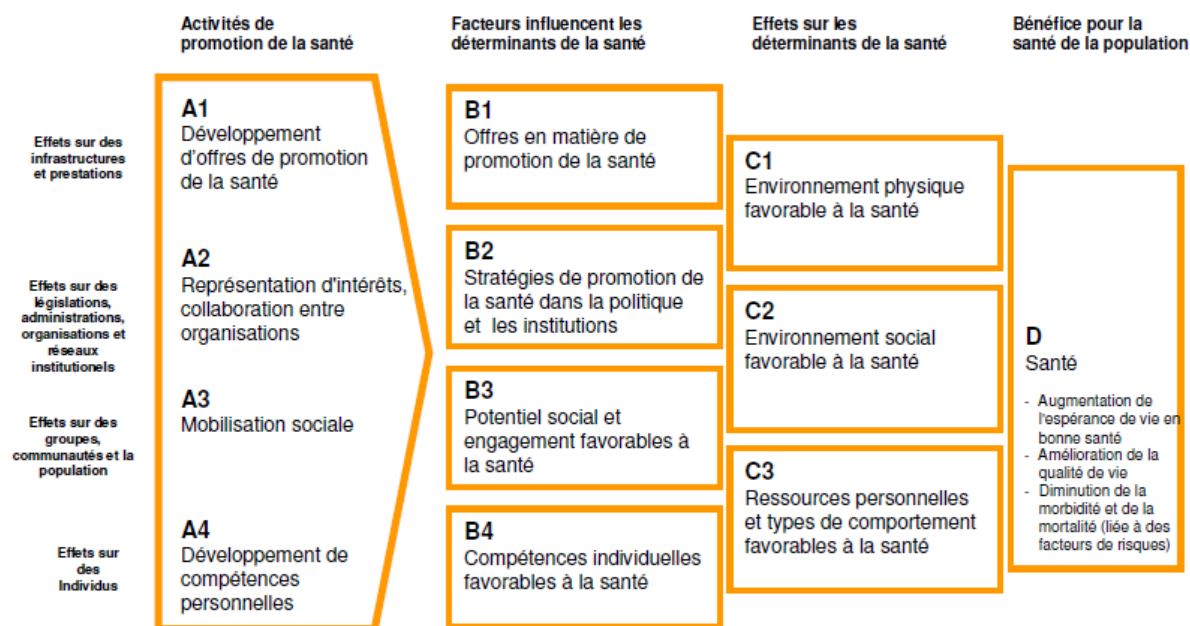 Activités de
promotion de la santé
Facteurs influencent les
déterminants de la santé
Effets sur les
déterminants de la santé
Bénéfice pour la
santé de la population
Effets sur des
infrastructures
et prestations
Effets sur des
législations,
administrations,
organisations et
réseaux
institutionels
Effets sur des
groupes,
communautés et la
population
Effets sur
des
Individus
A1
Développement
d'offres de promotion
de la santé
A2
Représentation d'intérêts,
collaboration entre
organisations
A3
Mobilisation sociale
A4
Développement de
compétences
personnelles
B1
Offres en matière de
promotion de la santé
B2
Stratégies de promotion de
la santé dans la politique
et les institutions
B3
Potentiel social et
engagement favorables à
la santé
B4
Compétences individuelles
favorables à la santé
C1
Environnement physique
favorable à la santé
C2
Environnement social
favorable à la santé
C3
Ressources personnelles
et types de comportement
favorables à la santé
D
Santé
- Augmentation de
l'espérance de vie en
bonne santé
- Amélioration de la
qualité de vie
- Diminution de la
morbidité et de la
mortalité (liée à des
facteurs de risques)